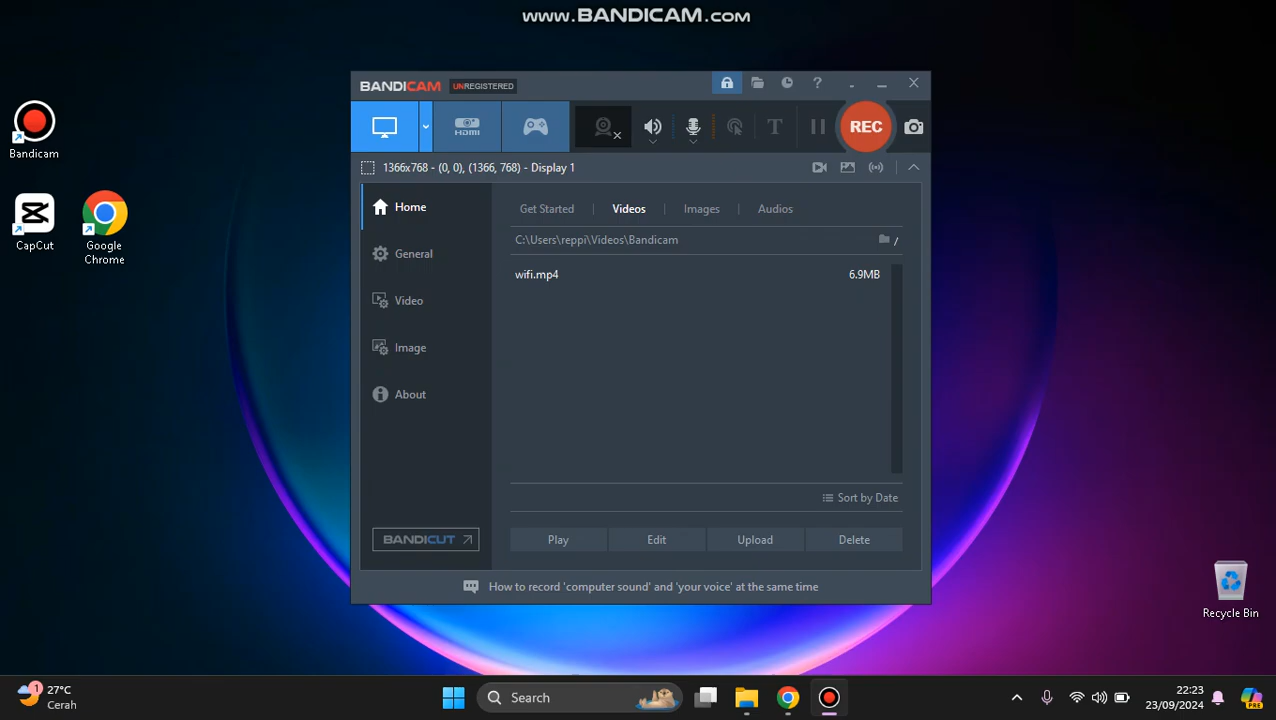 www.BANDICAM.COM
BANDICAM UNREGISTERED
HDMI
T
REC
1366x768 - (0, 0), (1366, 768) - Display 1
Home
General
Video
Image
About
BANDICUT
Get Started
Videos
Images
Audios
C:\Users\reppi\Videos\Bandicam
/
wifi.mp4 6.9MB
Sort by Date
Play
Edit
Upload
Delete
How to record 'computer sound' and 'your voice' at the same time
Bandicam
CapCut
Google
Chrome
Recycle Bin
1
27°C
Cerah
Search
22:23
23/09/2024
PRE